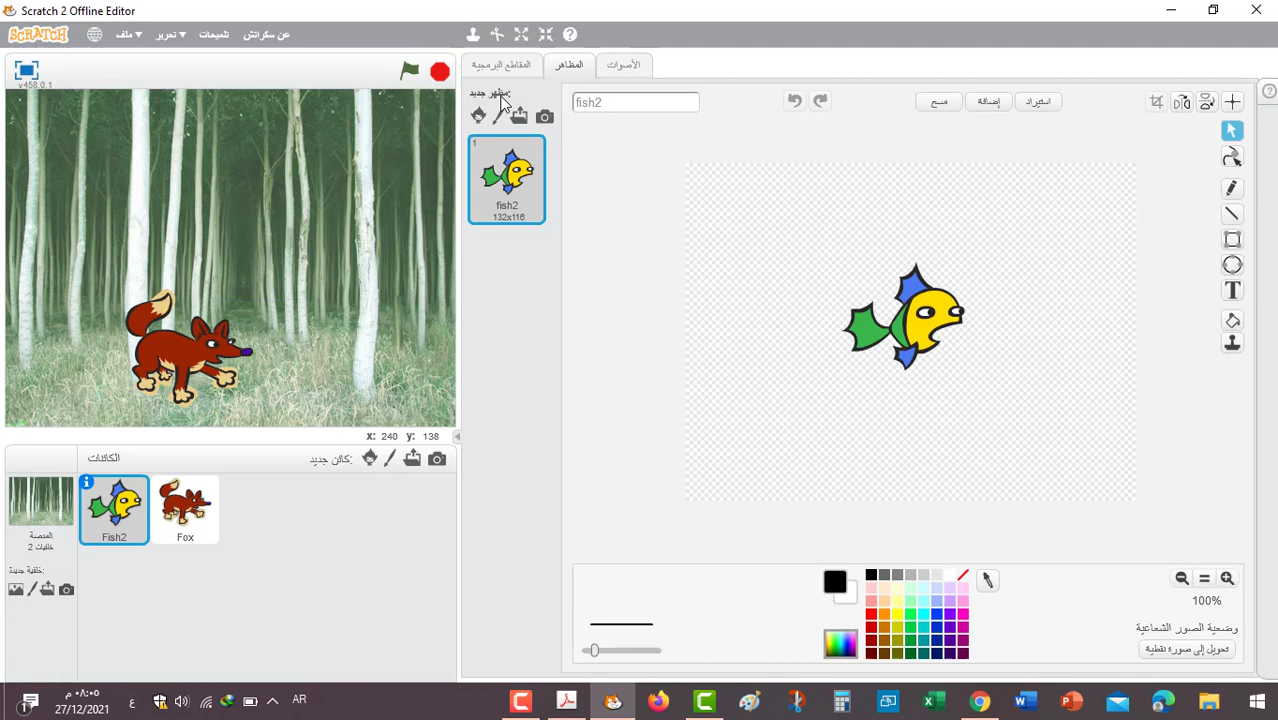 Scratch 2 Offline Editor
SCRATCH
ملف
تحرير
تلميحات
عن سكراتش
v458.0.1
المقاطع البرمجية
المظاهر
الأصوات
مظهر جديد:
fish2
مسح
إضافة
استيراد
1
fish2
132x116
x: 240 y: 138
الكائنات
كائن جديد:
المنصة
2 خلفيات
خلفية جديدة:
Fish2
Fox
100%
وضعية الصور الشعاعية
تحويل إلى صورة نقطية
٠٨:٠٥ م
27/12/2021
ع
AR